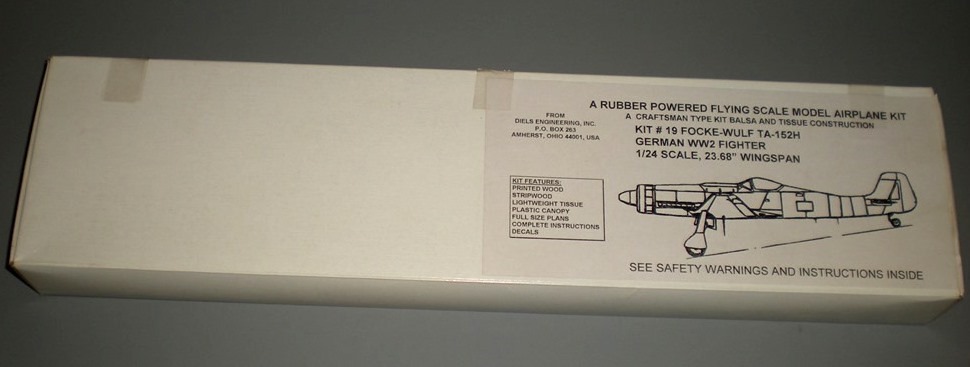 A RUBBER POWERED FLYING SCALE MODEL AIRPLANE KIT
A CRAFTSMAN TYPE KIT BALSA AND TISSUE CONSTRUCTION
FROM
DIELS ENGINEERING, INC.
P.O. BOX 263
AMHERST, OHIO 44001, USA
KIT # 19 FOCKE-WULF TA-152H
GERMAN WW2 FIGHTER
1/24 SCALE, 23.68" WINGSPAN
KIT FEATURES:
PRINTED WOOD
STRIPWOOD
LIGHTWEIGHT TISSUE
PLASTIC CANOPY
FULL SIZE PLANS
COMPLETE INSTRUCTIONS
DECALS
SEE SAFETY WARNINGS AND INSTRUCTIONS INSIDE